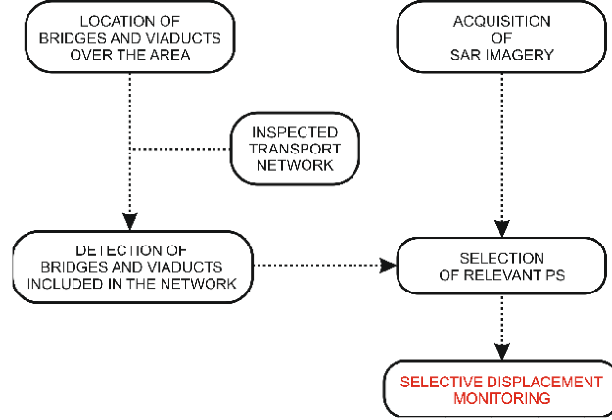 LOCATION OF
BRIDGES AND VIADUCTS
OVER THE AREA
ACQUISITION
OF
SAR IMAGERY
INSPECTED
TRANSPORT
NETWORK
DETECTION OF
BRIDGES AND VIADUCTS
INCLUDED IN THE NETWORK
SELECTION
OF RELEVANT PS
SELECTIVE DISPLACEMENT
MONITORING